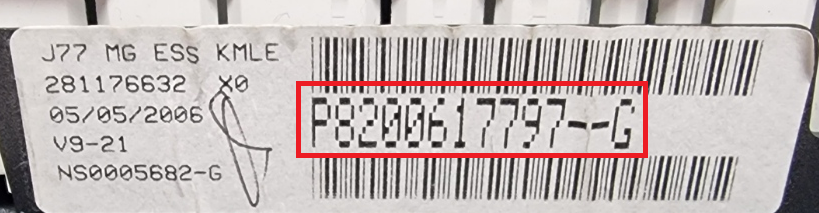 J77 MG ESS KMLE
281176632 X0
05/05/2006
V9-21
NS0005682-G
P8200617797--G